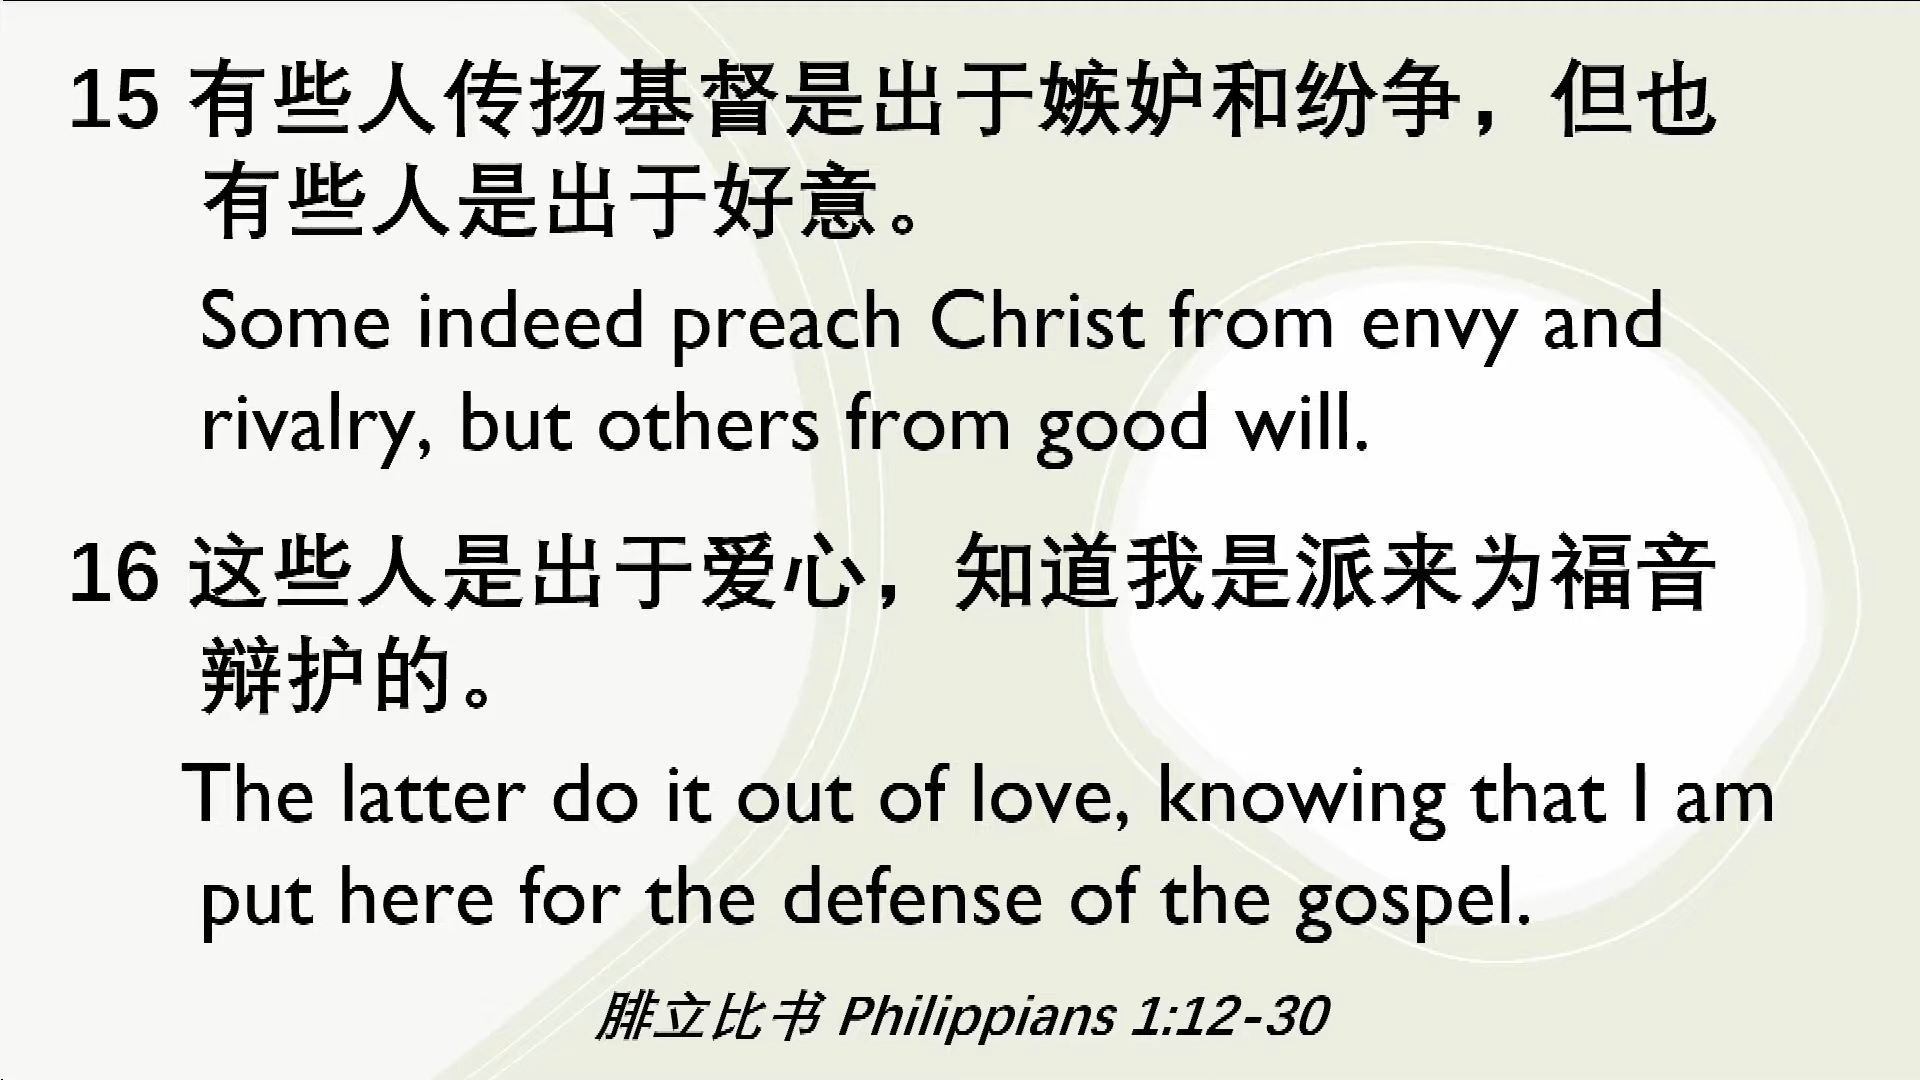 15 有些人传扬基督是出于嫉妒和纷争，但也
有些人是出于好意。
Some indeed preach Christ from envy and
rivalry, but others from good will.
16 这些人是出于爱心，知道我是派来为福音
辩护的。
The latter do it out of love, knowing that I am
put here for the defense of the gospel.
腓立比书 Philippians 1:12-30